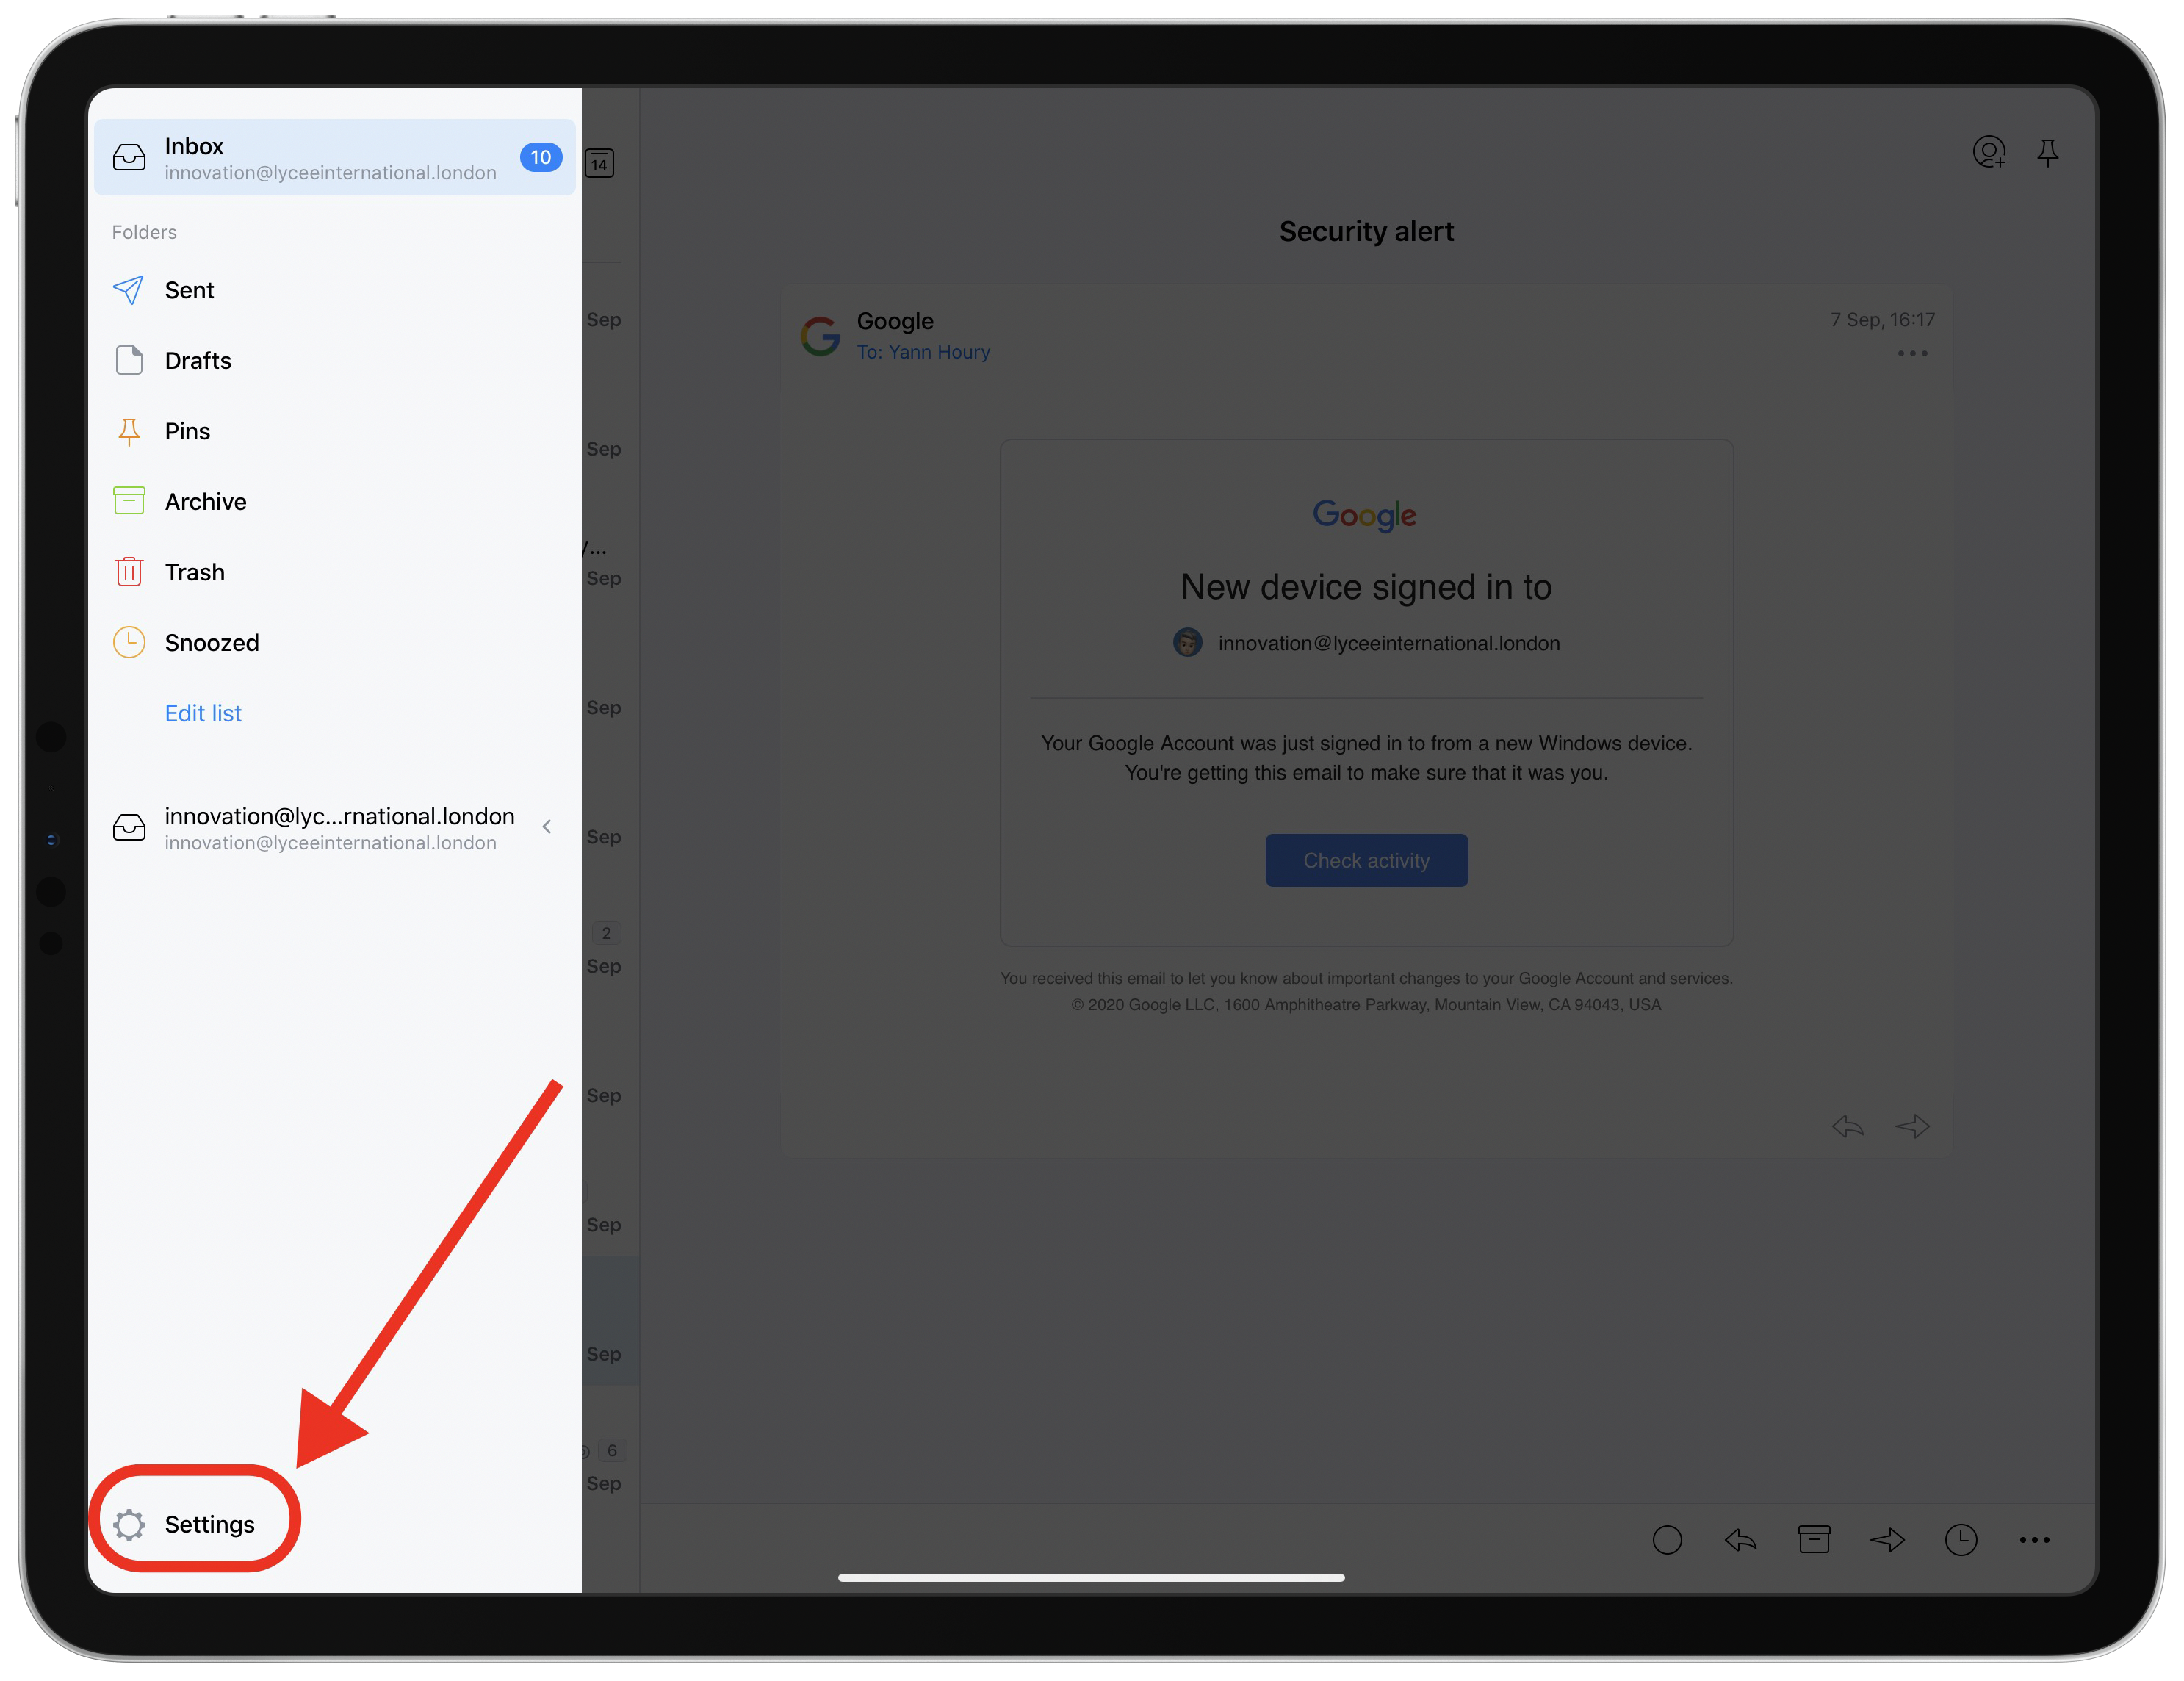 Inbox
innovation@lyceeinternational.london
10
Folders
Sent
Drafts
Pins
Archive
Trash
Snoozed
Edit list
innovation@lyc...rnational.london
innovation@lyceeinternational.london
Settings
14
Sep
Sep
...
Sep
Sep
Sep
2
Sep
Sep
Sep
Sep
6
Sep
Security alert
Google
To: Yann Houry
7 Sep, 16:17
Google
New device signed in to
innovation@lyceeinternational.london
Your Google Account was just signed in to from a new Windows device.
You're getting this email to make sure that it was you.
Check activity
You received this email to let you know about important changes to your Google Account and services.
© 2020 Google LLC, 1600 Amphitheatre Parkway, Mountain View, CA 94043, USA